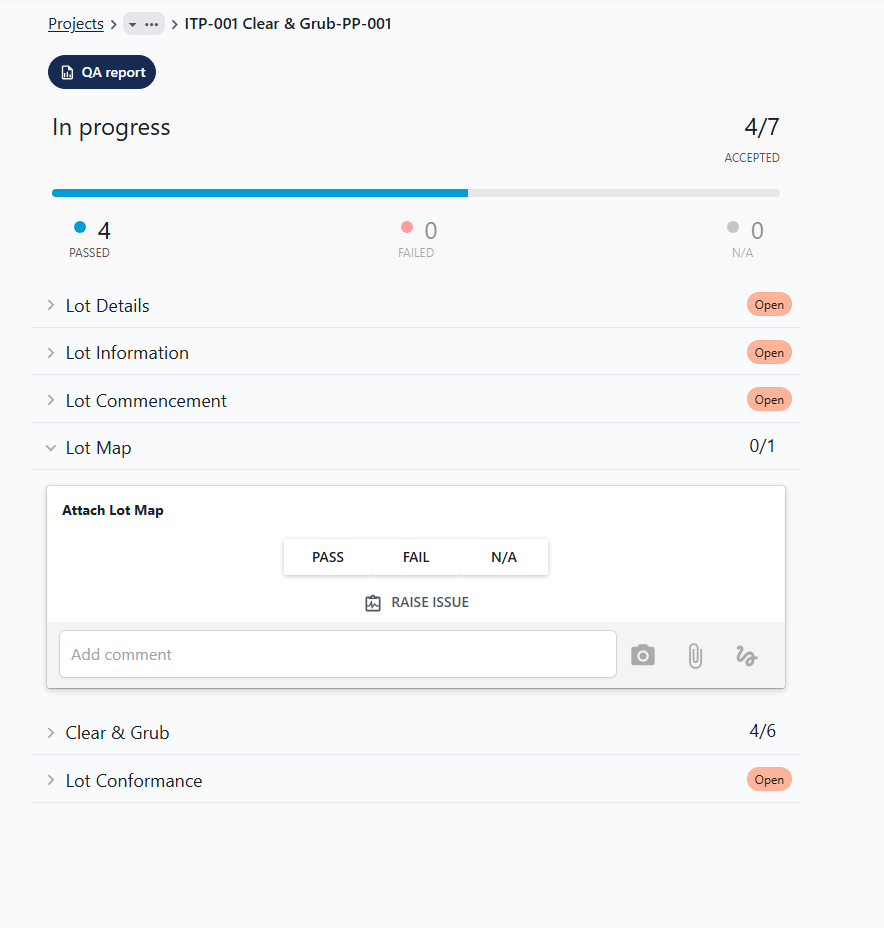 Projects > ... > ITP-001 Clear & Grub-PP-001
QA report
In progress 4/7
ACCEPTED
4 0 0
PASSED FAILED N/A
Lot Details Open
Lot Information Open
Lot Commencement Open
Lot Map 0/1
Attach Lot Map
PASS FAIL N/A
RAISE ISSUE
Add comment
Clear & Grub 4/6
Lot Conformance Open